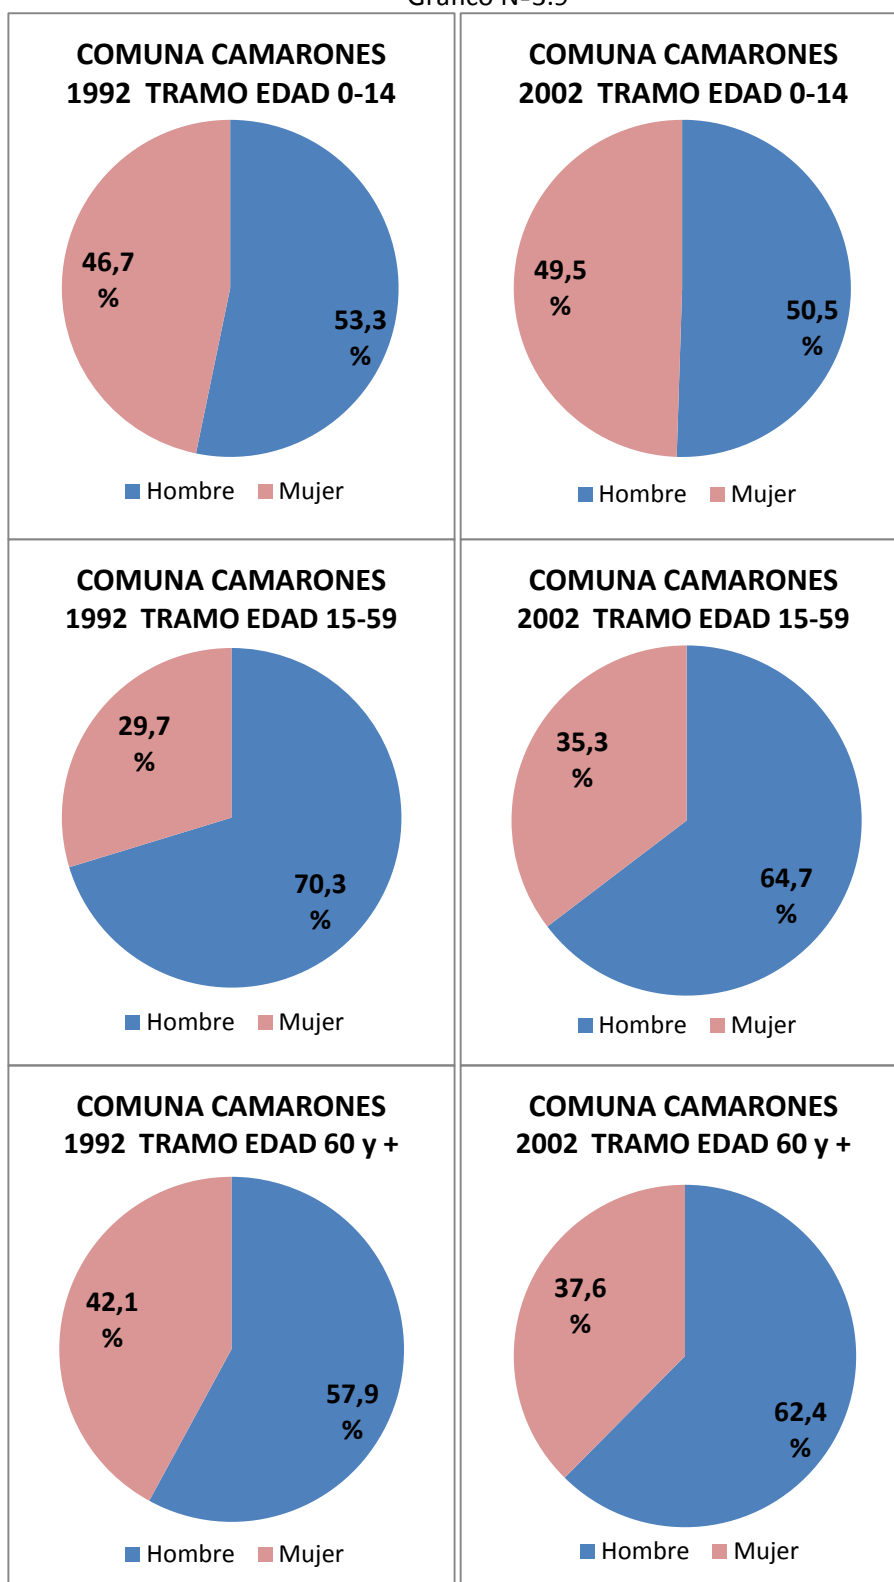 Gráfico Nº3.9
COMUNA CAMARONES
1992 TRAMO EDAD 0-14
46,7
%
53,3
%
Hombre Mujer
COMUNA CAMARONES
2002 TRAMO EDAD 0-14
49,5
%
50,5
%
Hombre Mujer
COMUNA CAMARONES
1992 TRAMO EDAD 15-59
29,7
%
70,3
%
Hombre Mujer
COMUNA CAMARONES
2002 TRAMO EDAD 15-59
35,3
%
64,7
%
Hombre Mujer
COMUNA CAMARONES
1992 TRAMO EDAD 60 y +
42,1
%
57,9
%
Hombre Mujer
COMUNA CAMARONES
2002 TRAMO EDAD 60 y +
37,6
%
62,4
%
Hombre Mujer